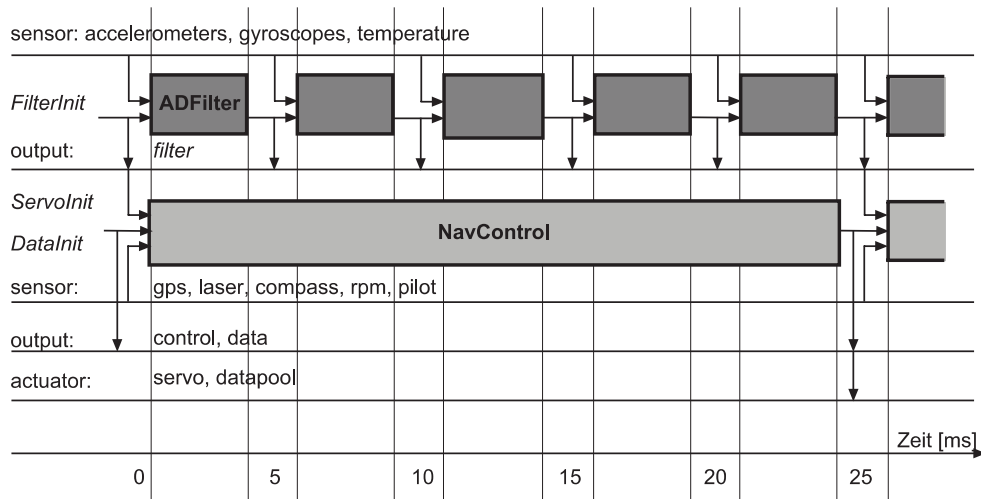 sensor: accelerometers, gyroscopes, temperature
FilterInit
ADFilter
output: filter
ServoInit
NavControl
DataInit
sensor: gps, laser, compass, rpm, pilot
output: control, data
actuator: servo, datapool
Zeit [ms]
0 5 10 15 20 25